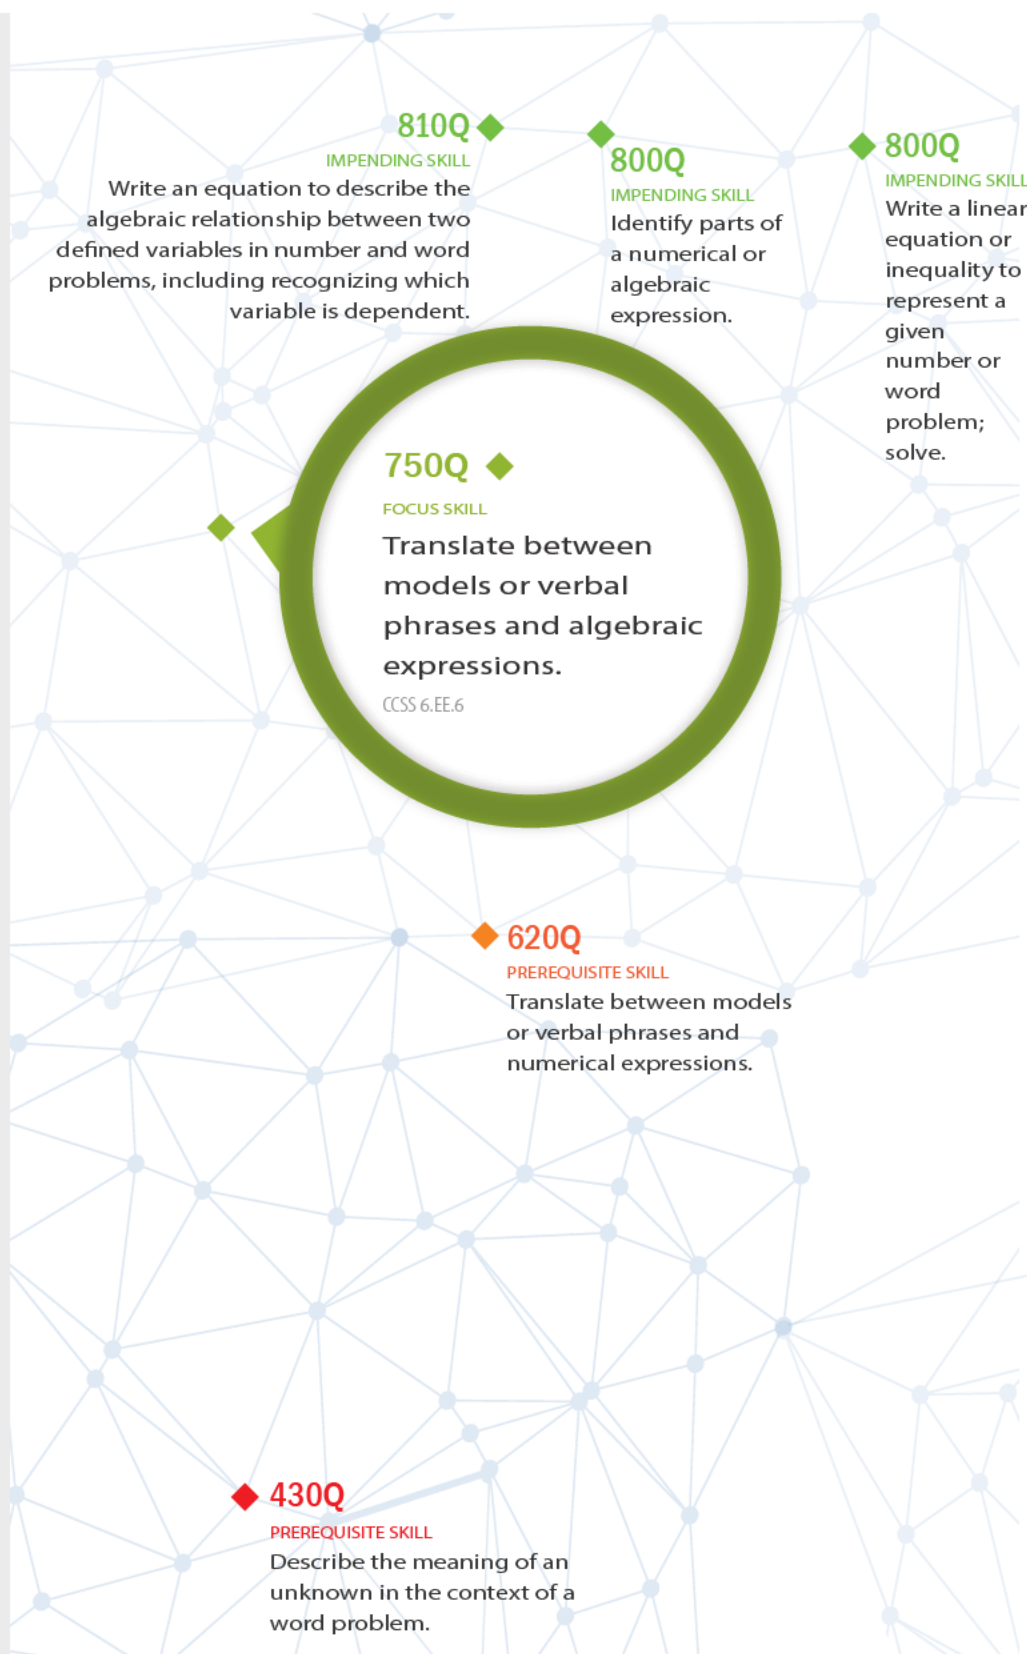 810Q
IMPENDING SKILL
Write an equation to describe the
algebraic relationship between two
defined variables in number and word
problems, including recognizing which
variable is dependent.
800Q
IMPENDING SKILL
Identify parts of
a numerical or
algebraic
expression.
800Q
IMPENDING SKILL
Write a linear
equation or
inequality to
represent a
given
number or
word
problem;
solve.
750Q
FOCUS SKILL
Translate between
models or verbal
phrases and algebraic
expressions.
CCSS 6.EE.6
620Q
PREREQUISITE SKILL
Translate between models
or verbal phrases and
numerical expressions.
430Q
PREREQUISITE SKILL
Describe the meaning of an
unknown in the context of a
word problem.